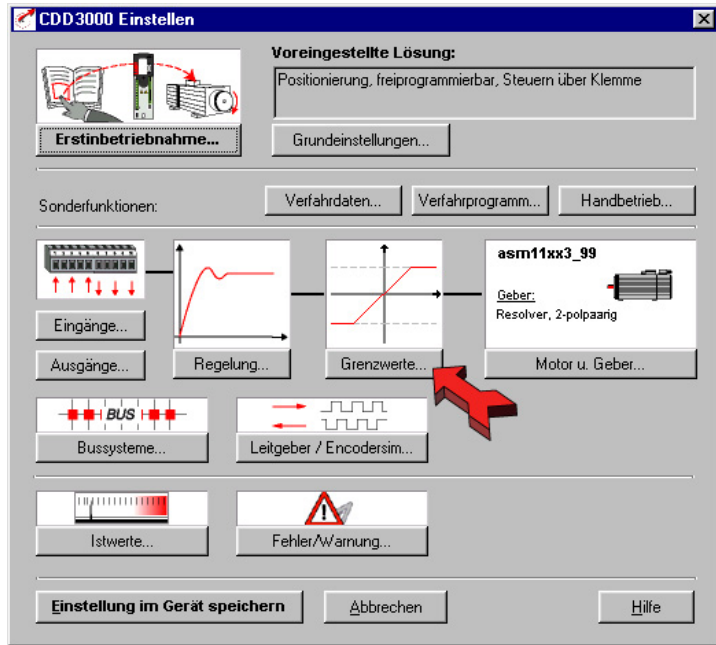 CDD3000 Einstellen
Voreingestellte Lösung:
Positionierung, freiprogrammierbar, Steuern über Klemme
Erstinbetriebnahme...
Grundeinstellungen...
Sonderfunktionen:
Verfahrdaten...
Verfahrprogramm...
Handbetrieb...
asm11xx3_99
Geber:
Resolver, 2-polpaarig
Eingänge...
Ausgänge...
Regelung...
Grenzwerte...
Motor u. Geber...
BUS
Bussysteme...
Leitgeber / Encodersim...
Istwerte...
Fehler/Warnung...
Einstellung im Gerät speichern
Abbrechen
Hilfe